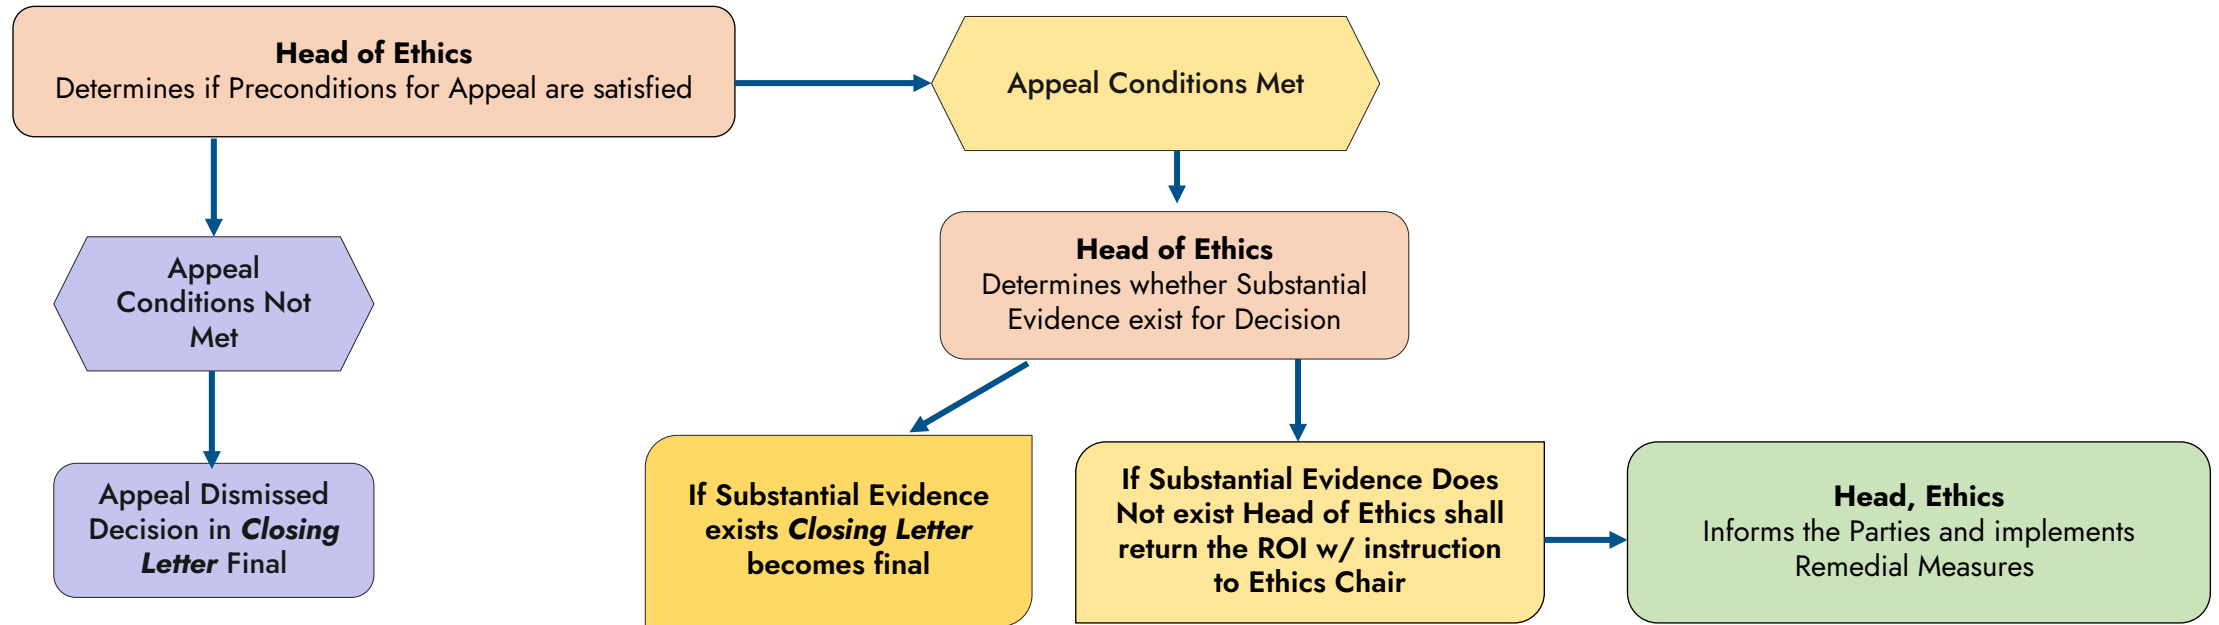 Head of Ethics
Determines if Preconditions for Appeal are satisfied
Appeal Conditions Met
Appeal
Conditions Not
Met
Head of Ethics
Determines whether Substantial
Evidence exist for Decision
Appeal Dismissed
Decision in Closing
Letter Final
If Substantial Evidence
exists Closing Letter
becomes final
If Substantial Evidence Does
Not exist Head of Ethics shall
return the ROI w/ instruction
to Ethics Chair
Head, Ethics
Informs the Parties and implements
Remedial Measures